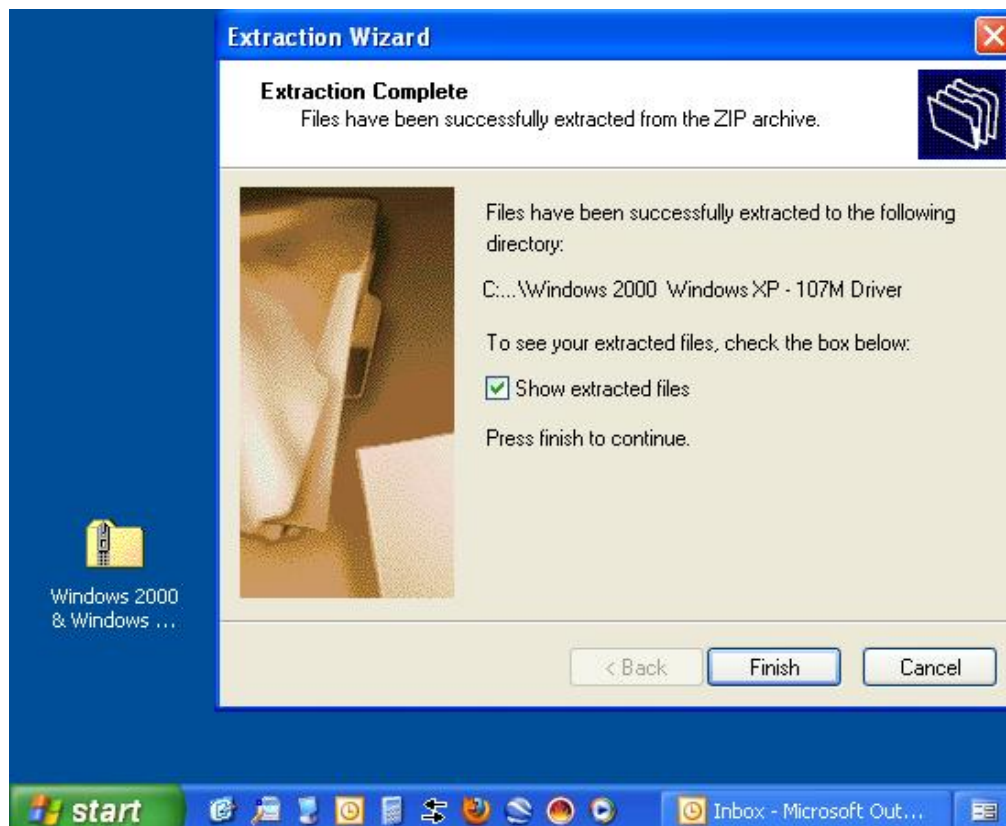 Extraction Wizard
Extraction Complete
Files have been successfully extracted from the ZIP archive.
Files have been successfully extracted to the following
directory:
C:...\Windows 2000  Windows XP - 107M Driver
To see your extracted files, check the box below:
Show extracted files
Press finish to continue.
Windows 2000
& Windows ...
< Back
Finish
Cancel
start
Inbox - Microsoft Out...